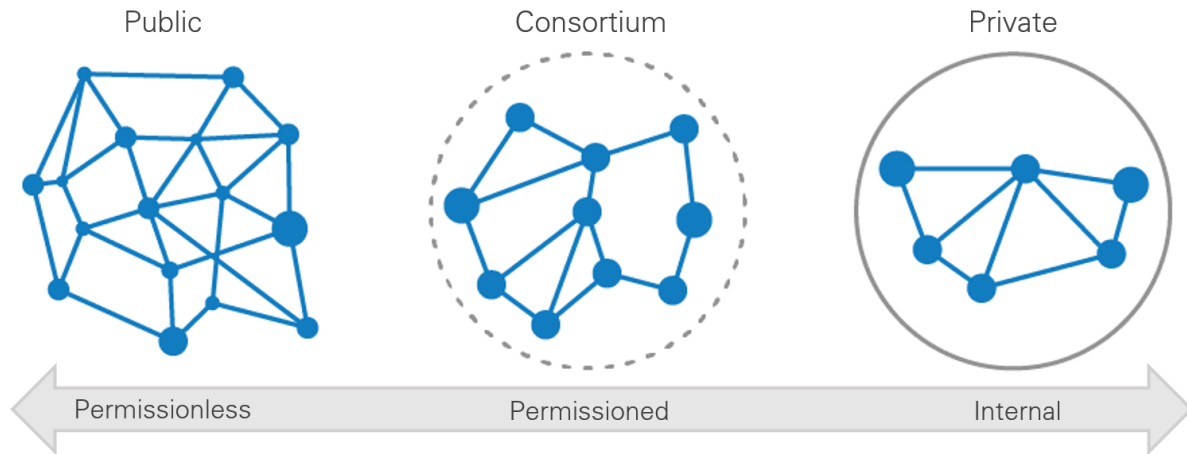 Public
Consortium
Private
Permissionless
Permissioned
Internal